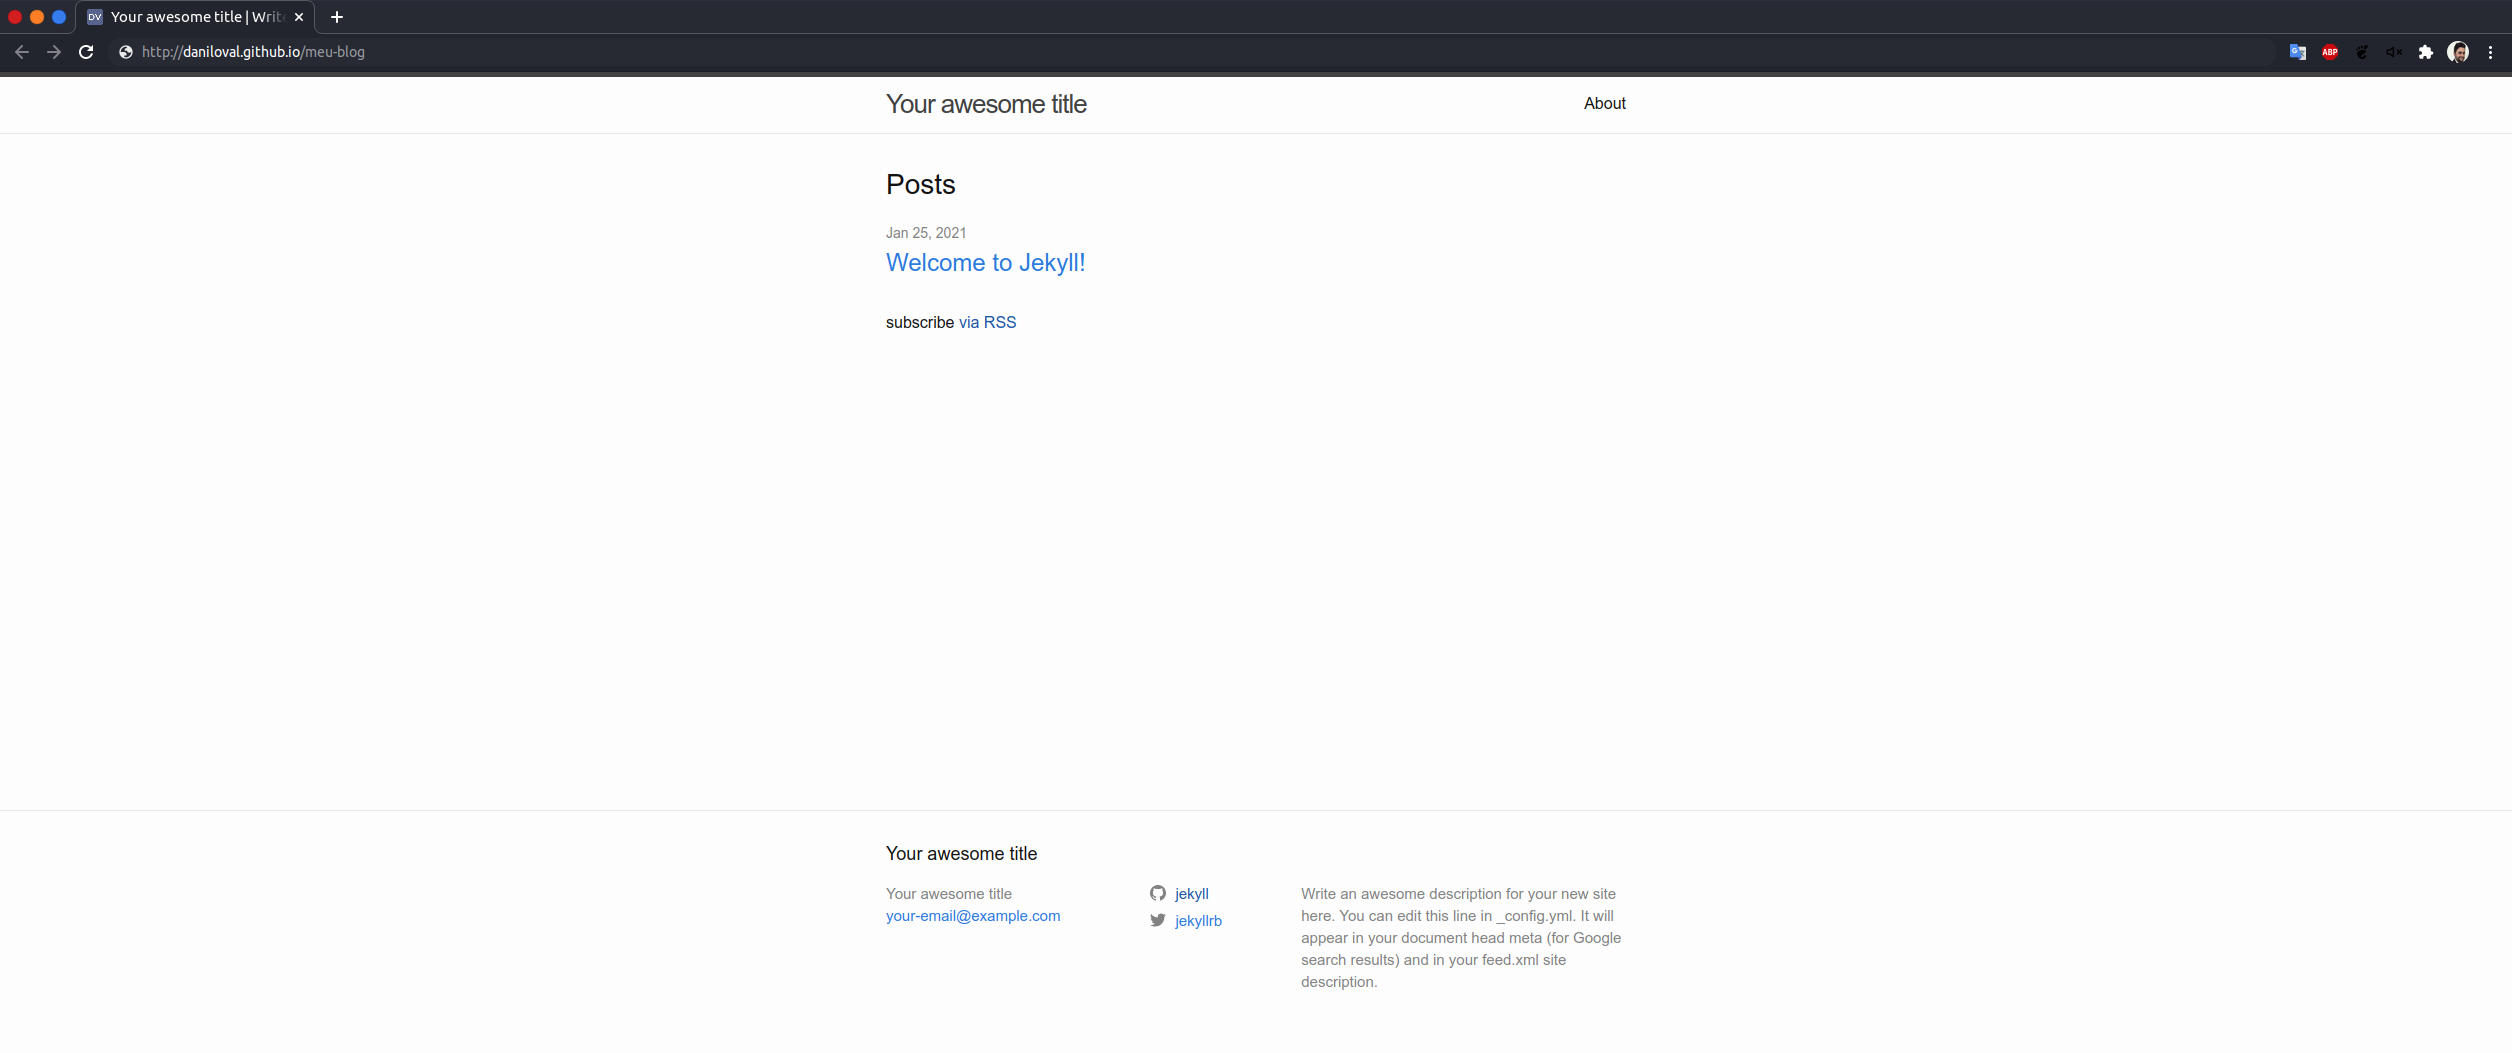 DV Your awesome title | Write
http://daniloval.github.io/meu-blog
ABP
Your awesome title
About
Posts
Jan 25, 2021
Welcome to Jekyll!
subscribe via RSS
Your awesome title
Your awesome title
your-email@example.com
jekyll
jekyllrb
Write an awesome description for your new site
here. You can edit this line in _config.yml. It will
appear in your document head meta (for Google
search results) and in your feed.xml site
description.